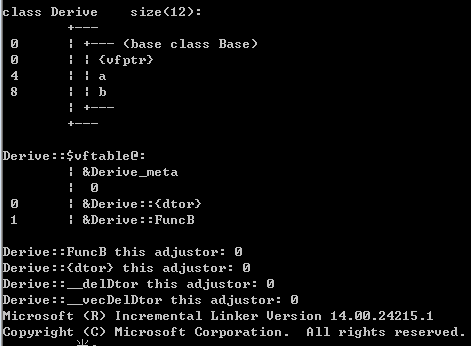 class Derive    size(12):
        +---
 0      | +--- (base class Base)
 0      | | {vfptr}
 4      | | a
 8      | | b
        | +---
        +---
Derive::$vftable@:
        | &Derive_meta
        |  0
 0      | &Derive::{dtor}
 1      | &Derive::FuncB
Derive::FuncB this adjustor: 0
Derive::{dtor} this adjustor: 0
Derive::__delDtor this adjustor: 0
Derive::__vecDelDtor this adjustor: 0
Microsoft (R) Incremental Linker Version 14.00.24215.1
Copyright (C) Microsoft Corporation.  All rights reserved.